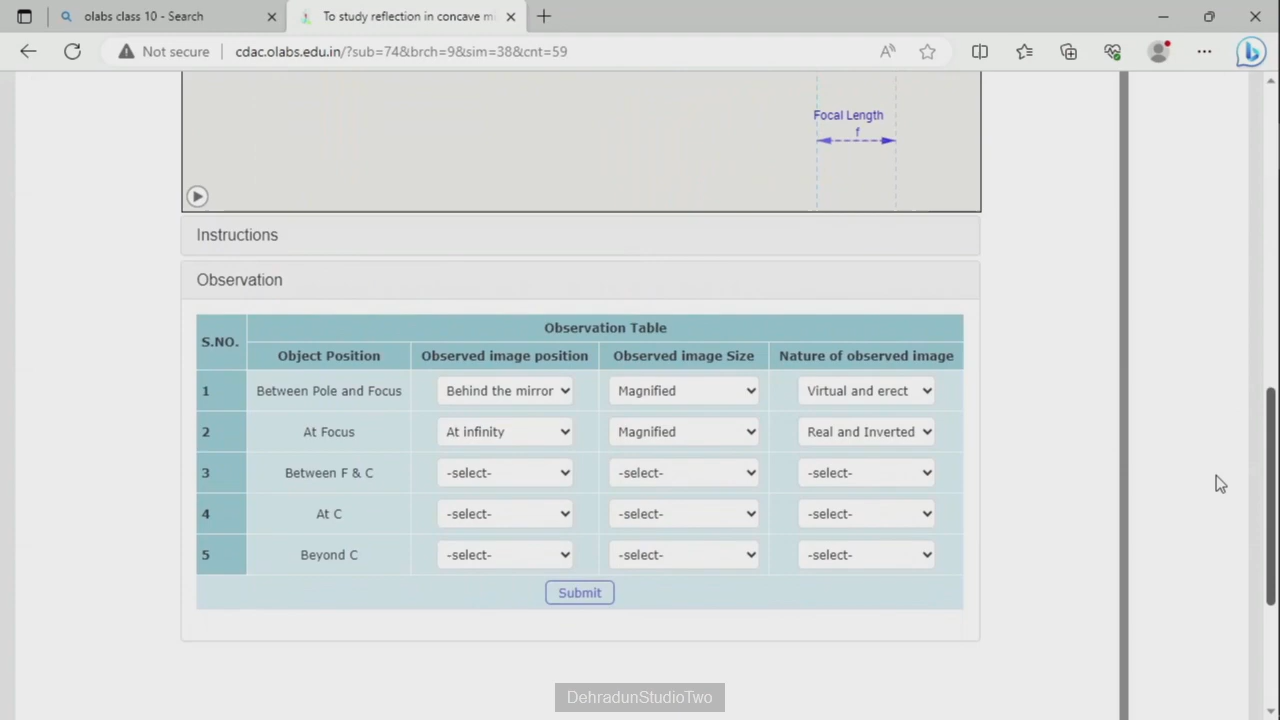 olabs class 10 - Search
To study reflection in concave mi
Not secure
cdac.olabs.edu.in/?sub=74&brch=9&sim=38&cnt=59
Focal Length
f
Instructions
Observation
S.NO.
Observation Table
Object Position
Observed image position
Observed image Size
Nature of observed image
1 Between Pole and Focus Behind the mirror Magnified Virtual and erect
2 At Focus At infinity Magnified Real and Inverted
3 Between F & C -select- -select- -select-
4 At C -select- -select- -select-
5 Beyond C -select- -select- -select-
Submit
DehradunStudioTwo